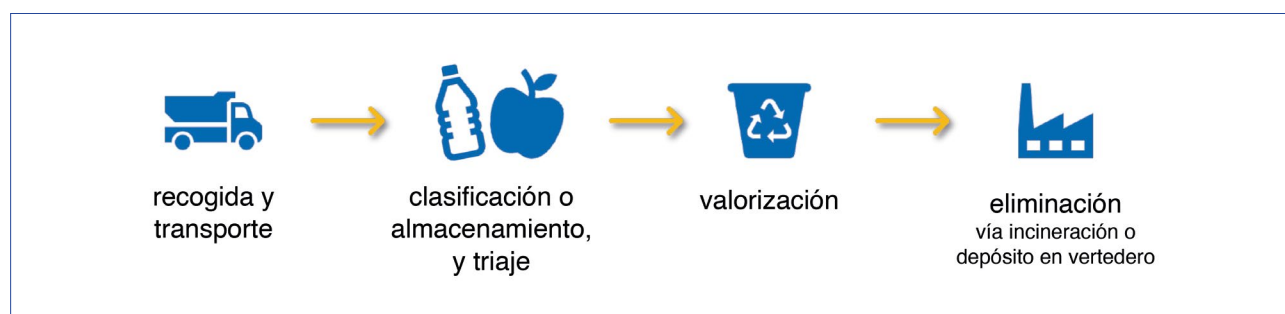 recogida y
transporte
clasificación o
almacenamiento,
y triaje
valorización
eliminación
vía incineración o
depósito en vertedero